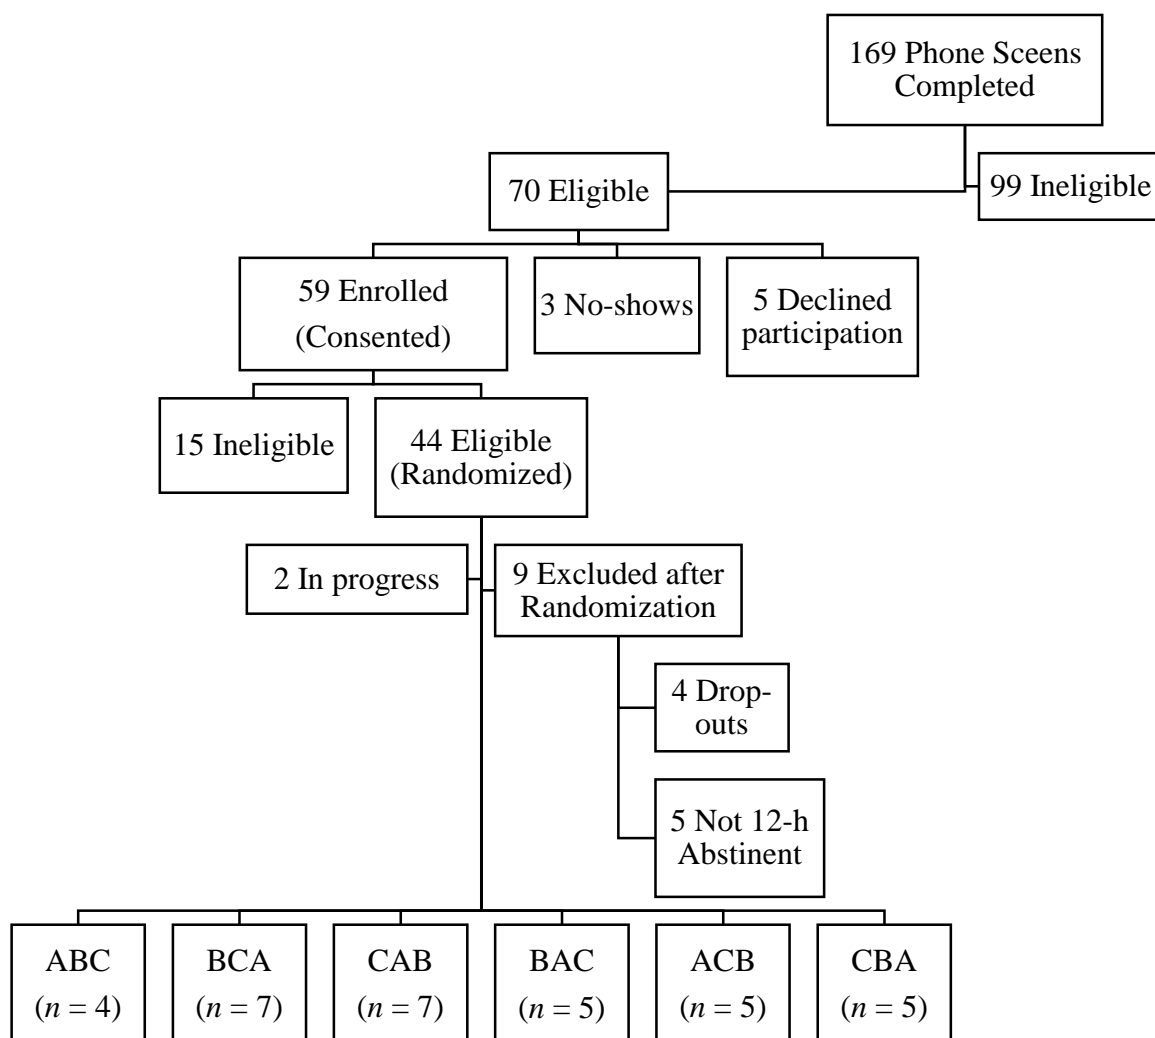 169 Phone Sceens
Completed
70 Eligible
99 Ineligible
59 Enrolled
(Consented)
3 No-shows
5 Declined
participation
15 Ineligible
44 Eligible
(Randomized)
2 In progress
9 Excluded after
Randomization
4 Drop-
outs
5 Not 12-h
Abstinent
ABC
(n = 4)
BCA
(n = 7)
CAB
(n = 7)
BAC
(n = 5)
ACB
(n = 5)
CBA
(n = 5)